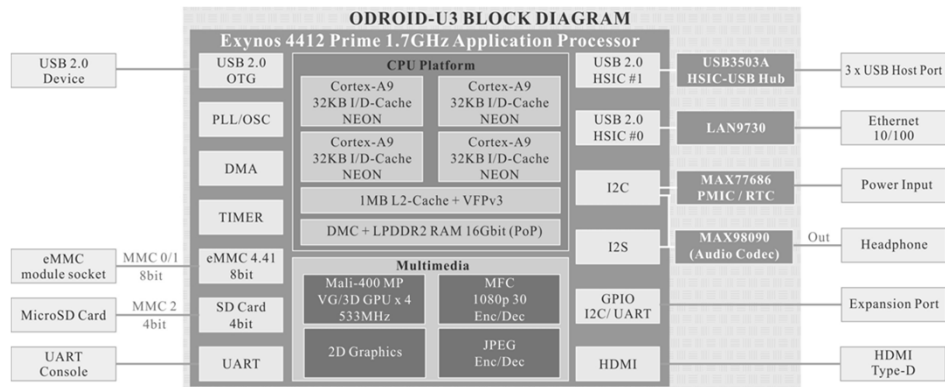 ODROID-U3 BLOCK DIAGRAM
Exynos 4412 Prime 1.7GHz Application Processor
USB 2.0
Device
eMMC
module socket
MicroSD Card
UART
Console
MMC 0/1
8bit
MMC 2
4bit
USB 2.0
OTG
PLL/OSC
DMA
TIMER
eMMC 4.41
8bit
SD Card
4bit
UART
CPU Platform
Cortex-A9
32KB I/D-Cache
NEON
Cortex-A9
32KB I/D-Cache
NEON
Cortex-A9
32KB I/D-Cache
NEON
Cortex-A9
32KB I/D-Cache
NEON
1MB L2-Cache + VFPv3
DMC + LPDDR2 RAM 16Gbit (PoP)
Multimedia
Mali-400 MP
VG/3D GPU x 4
533MHz
MFC
1080p 30
Enc/Dec
2D Graphics
JPEG
Enc/Dec
USB 2.0
HSIC #1
USB 2.0
HSIC #0
I2C
I2S
GPIO
I2C/ UART
HDMI
USB3503A
HSIC-USB Hub
LAN9730
MAX77686
PMIC / RTC
MAX98090
(Audio Codec)
Out
3 x USB Host Port
Ethernet
10/100
Power Input
Headphone
Expansion Port
HDMI
Type-D